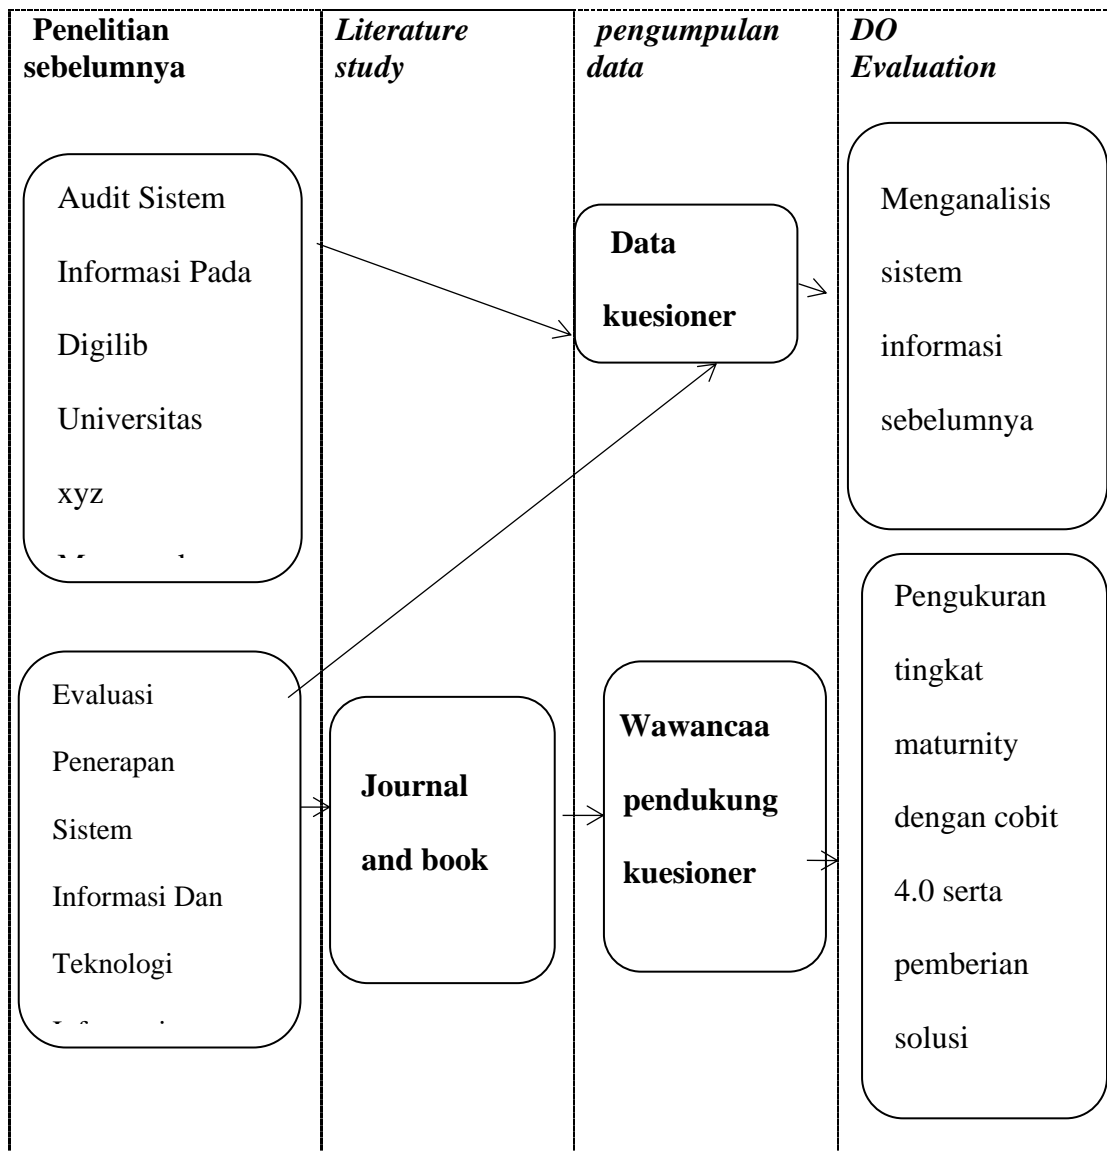 Penelitian
sebelumnya
Literature
study
pengumpulan
data
DO
Evaluation
Audit Sistem
Informasi Pada
Digilib
Universitas
xyz
Evaluasi
Penerapan
Sistem
Informasi Dan
Teknologi
Journal
and book
Data
kuesioner
Wawancaa
pendukung
kuesioner
Menganalisis
sistem
informasi
sebelumnya
Pengukuran
tingkat
maturnity
dengan cobit
4.0 serta
pemberian
solusi